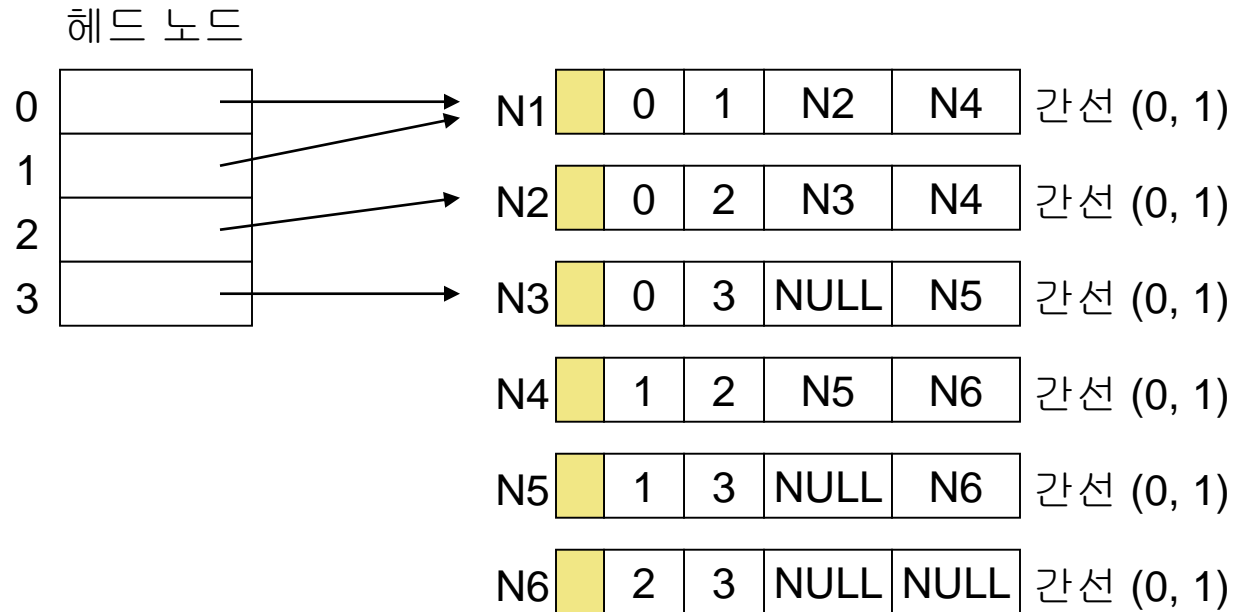 헤드 노드
0
1
2
3
N1 0 1 N2 N4 간선 (0, 1)
N2 0 2 N3 N4 간선 (0, 1)
N3 0 3 NULL N5 간선 (0, 1)
N4 1 2 N5 N6 간선 (0, 1)
N5 1 3 NULL N6 간선 (0, 1)
N6 2 3 NULL NULL 간선 (0, 1)